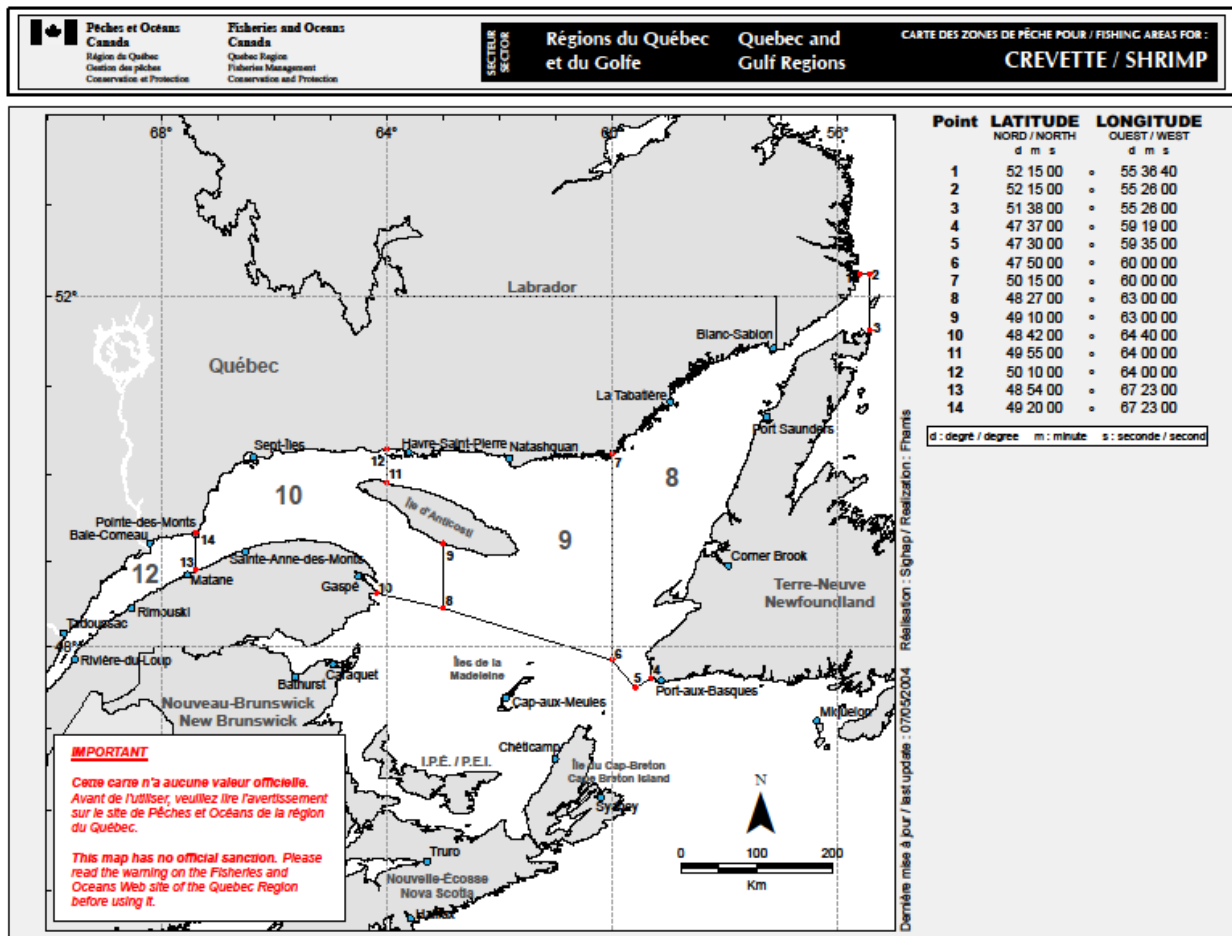 Pêches et Océans
Canada
Région du Québec
Gestion des pêches
Conservation et Protection
Fisheries and Oceans
Canada
Quebec Region
Fisheries Management
Conservation and Protection
SECTEUR
SECTOR
Régions du Québec
et du Golfe
Quebec and
Gulf Regions
CARTE DES ZONES DE PÊCHE POUR / FISHING AREAS FOR :
CREVETTE / SHRIMP
68° 64° 60° 56°
Point LATITUDE LONGITUDE
NORD / NORTH OUEST / WEST
d m s d m s
1 52 15 00 ° 55 36 40
2 52 15 00 ° 55 26 00
3 51 38 00 ° 55 26 00
4 47 37 00 ° 59 19 00
5 47 30 00 ° 59 35 00
6 47 50 00 ° 60 00 00
7 50 15 00 ° 60 00 00
8 48 27 00 ° 63 00 00
9 49 10 00 ° 63 00 00
10 48 42 00 ° 64 40 00
11 49 55 00 ° 64 00 00
12 50 10 00 ° 64 00 00
13 48 54 00 ° 67 23 00
14 49 20 00 ° 67 23 00
d : degré / degree m : minute s : seconde / second
1 2
Labrador
52°
3
Blanc-Sablon
Québec
La Tabatière
Port Saunders
Sept-Îles
Havre-Saint-Pierre
Natashquan
12
7
11
8
10
Île d'Anticosti
Pointe-des-Monts
14
9
Baie-Comeau
9
Corner Brook
13
Sainte-Anne-des-Monts
12
Matane
Gaspé
10
Terre-Neuve
Newfoundland
8
Rimouski
Tadoussac
48°
Rivière-du-Loup
6
Caraquet
Bathurst
Îles de la
Madeleine
5
4
Port-aux-Basques
Cap-aux-Meules
Nouveau-Brunswick
New Brunswick
Miquelon
Chéticamp
I.P.É. / P.E.I.
Île du Cap-Breton
Cape Breton Island
Sydney
N
Truro
Nouvelle-Écosse
Nova Scotia
Halifax
0 100 200
Km
IMPORTANT
Cette carte n'a aucune valeur officielle.
Avant de l'utiliser, veuillez lire l'avertissement
sur le site de Pêches et Océans de la région
du Québec.
This map has no official sanction. Please
read the warning on the Fisheries and
Oceans Web site of the Quebec Region
before using it.
Dernière mise à jour / last update : 07/05/2004 Réalisation : Sighap / Realization : Fhamis